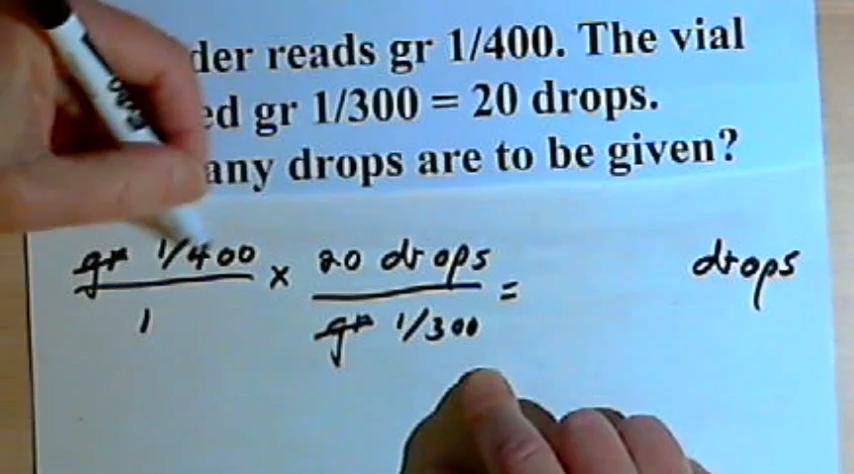 der reads gr 1/400. The vial
ed gr 1/300 = 20 drops.
any drops are to be given?
gr 1/400 × 20 drops = drops
1 gr 1/300